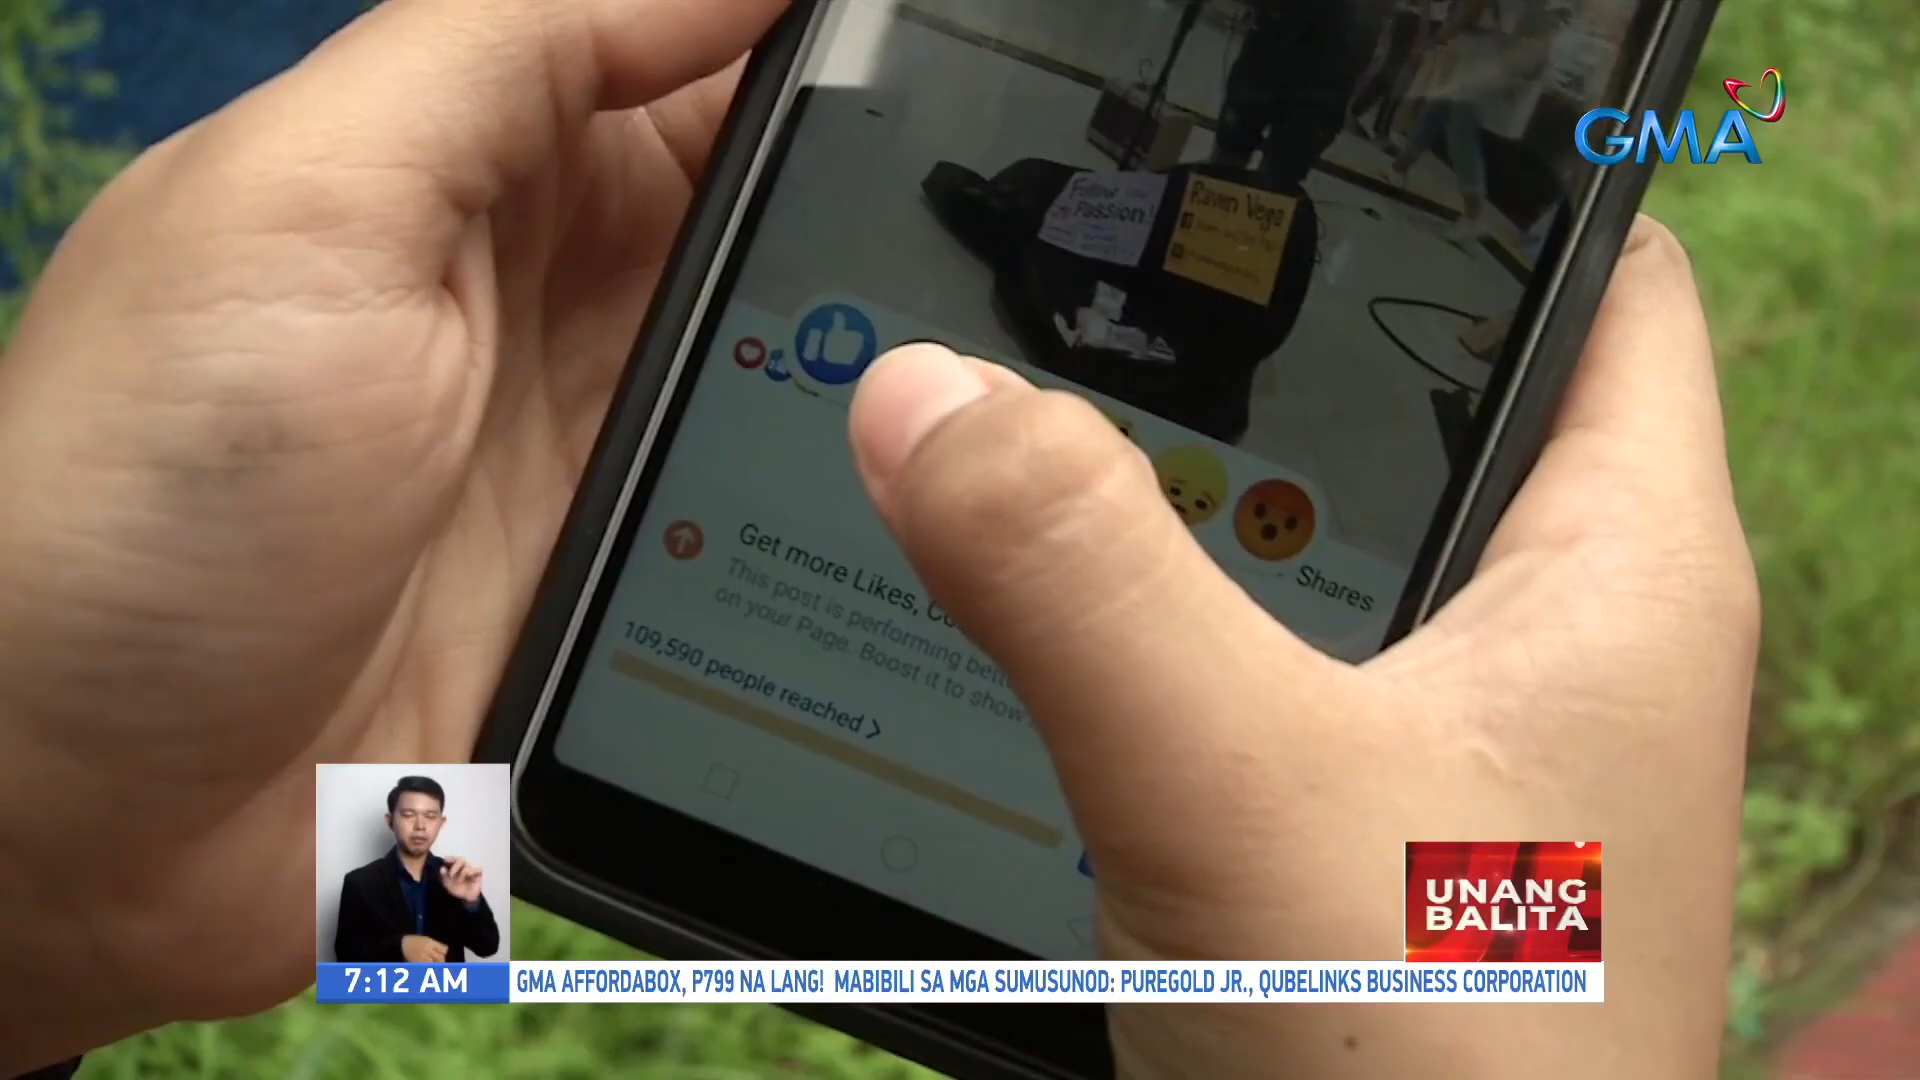 GMA
Follow
Passion!
Raven Vega
Shares
Get more Likes, Co
This post is performing bett
on your Page. Boost it to show
109,590 people reached >
UNANG
BALITA
7:12 AM
GMA AFFORDABOX, P799 NA LANG! MABIBILI SA MGA SUMUSUNOD: PUREGOLD JR., QUBELINKS BUSINESS CORPORATION